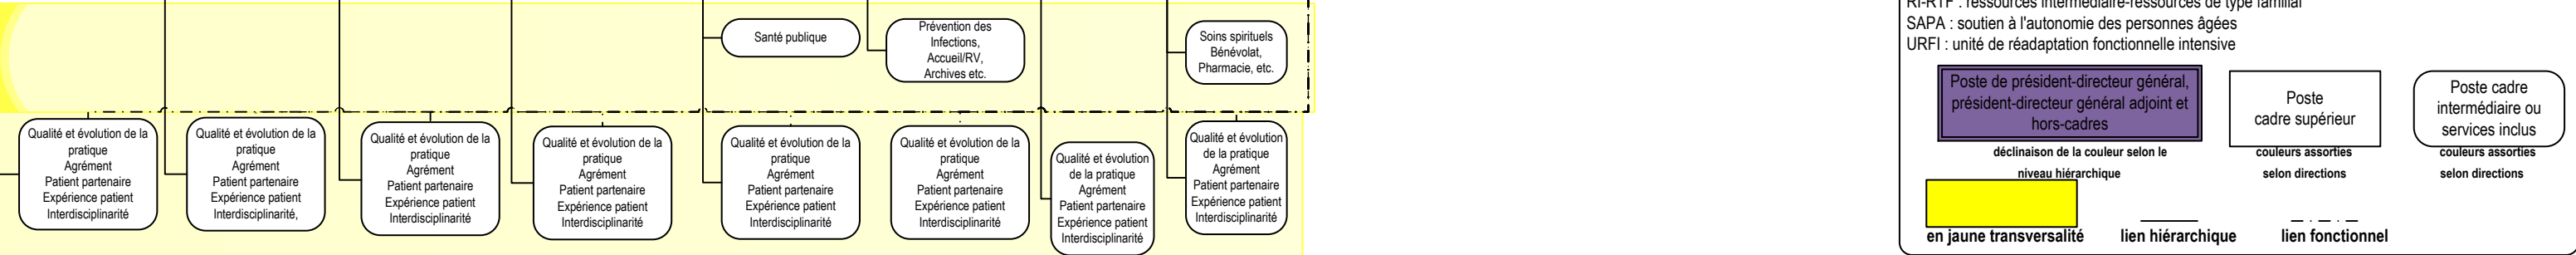 Santé publique
Prévention des
Infections,
Accueil/RV,
Archives etc.
Soins spirituels
Bénévolat,
Pharmacie, etc.
Qualité et évolution de la
pratique
Agrément
Patient partenaire
Expérience patient
Interdisciplinarité
Qualité et évolution de la
pratique
Agrément
Patient partenaire
Expérience patient
Interdisciplinarité,
Qualité et évolution de la
pratique
Agrément
Patient partenaire
Expérience patient
Interdisciplinarité
Qualité et évolution de la
pratique
Agrément
Patient partenaire
Expérience patient
Interdisciplinarité
Qualité et évolution de la
pratique
Agrément
Patient partenaire
Expérience patient
Interdisciplinarité
Qualité et évolution de la
pratique
Agrément
Patient partenaire
Expérience patient
Interdisciplinarité
Qualité et évolution
de la pratique
Agrément
Patient partenaire
Expérience patient
Interdisciplinarité
Qualité et évolution
de la pratique
Agrément
Patient partenaire
Expérience patient
Interdisciplinarité
RI-RTF : ressources intermédiaire-ressources de type familial
SAPA : soutien à l'autonomie des personnes âgées
URFI : unité de réadaptation fonctionnelle intensive
Poste de président-directeur général,
président-directeur général adjoint et
hors-cadres
déclinaison de la couleur selon le
niveau hiérarchique
Poste
cadre supérieur
couleurs assorties
selon directions
Poste cadre
intermédiaire ou
services inclus
couleurs assorties
selon directions
en jaune transversalité
lien hiérarchique
lien fonctionnel